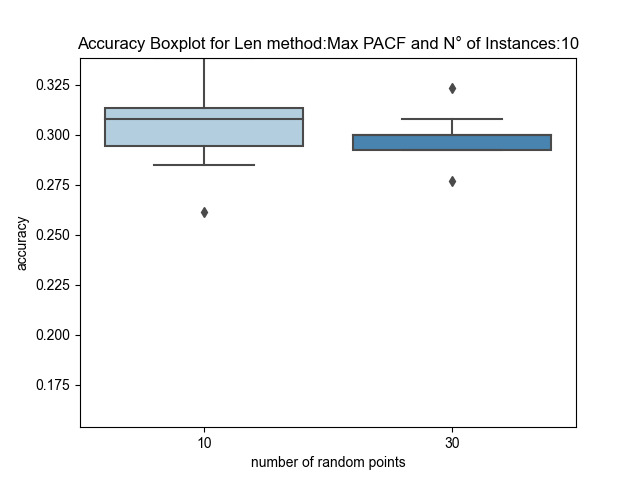 Accuracy Boxplot for Len method:Max PACF and N° of Instances:10
0.325
0.300
0.275
0.250
0.225
0.200
0.175
accuracy
10 30
number of random points